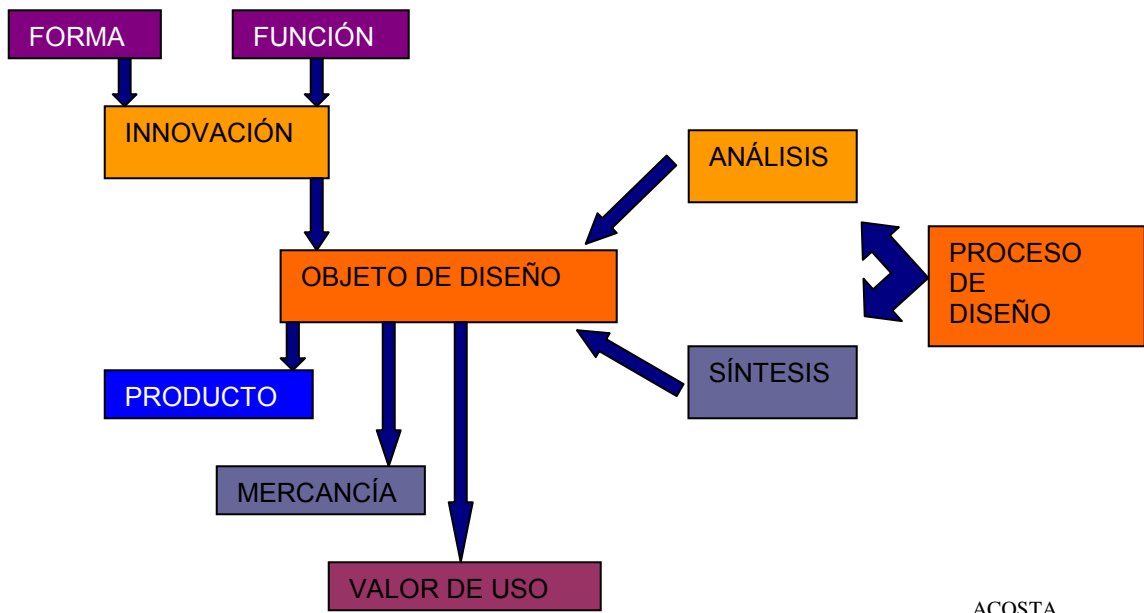 FORMA
FUNCIÓN
INNOVACIÓN
ANÁLISIS
OBJETO DE DISEÑO
PROCESO
DE
DISEÑO
PRODUCTO
SÍNTESIS
MERCANCÍA
VALOR DE USO
ACOSTA